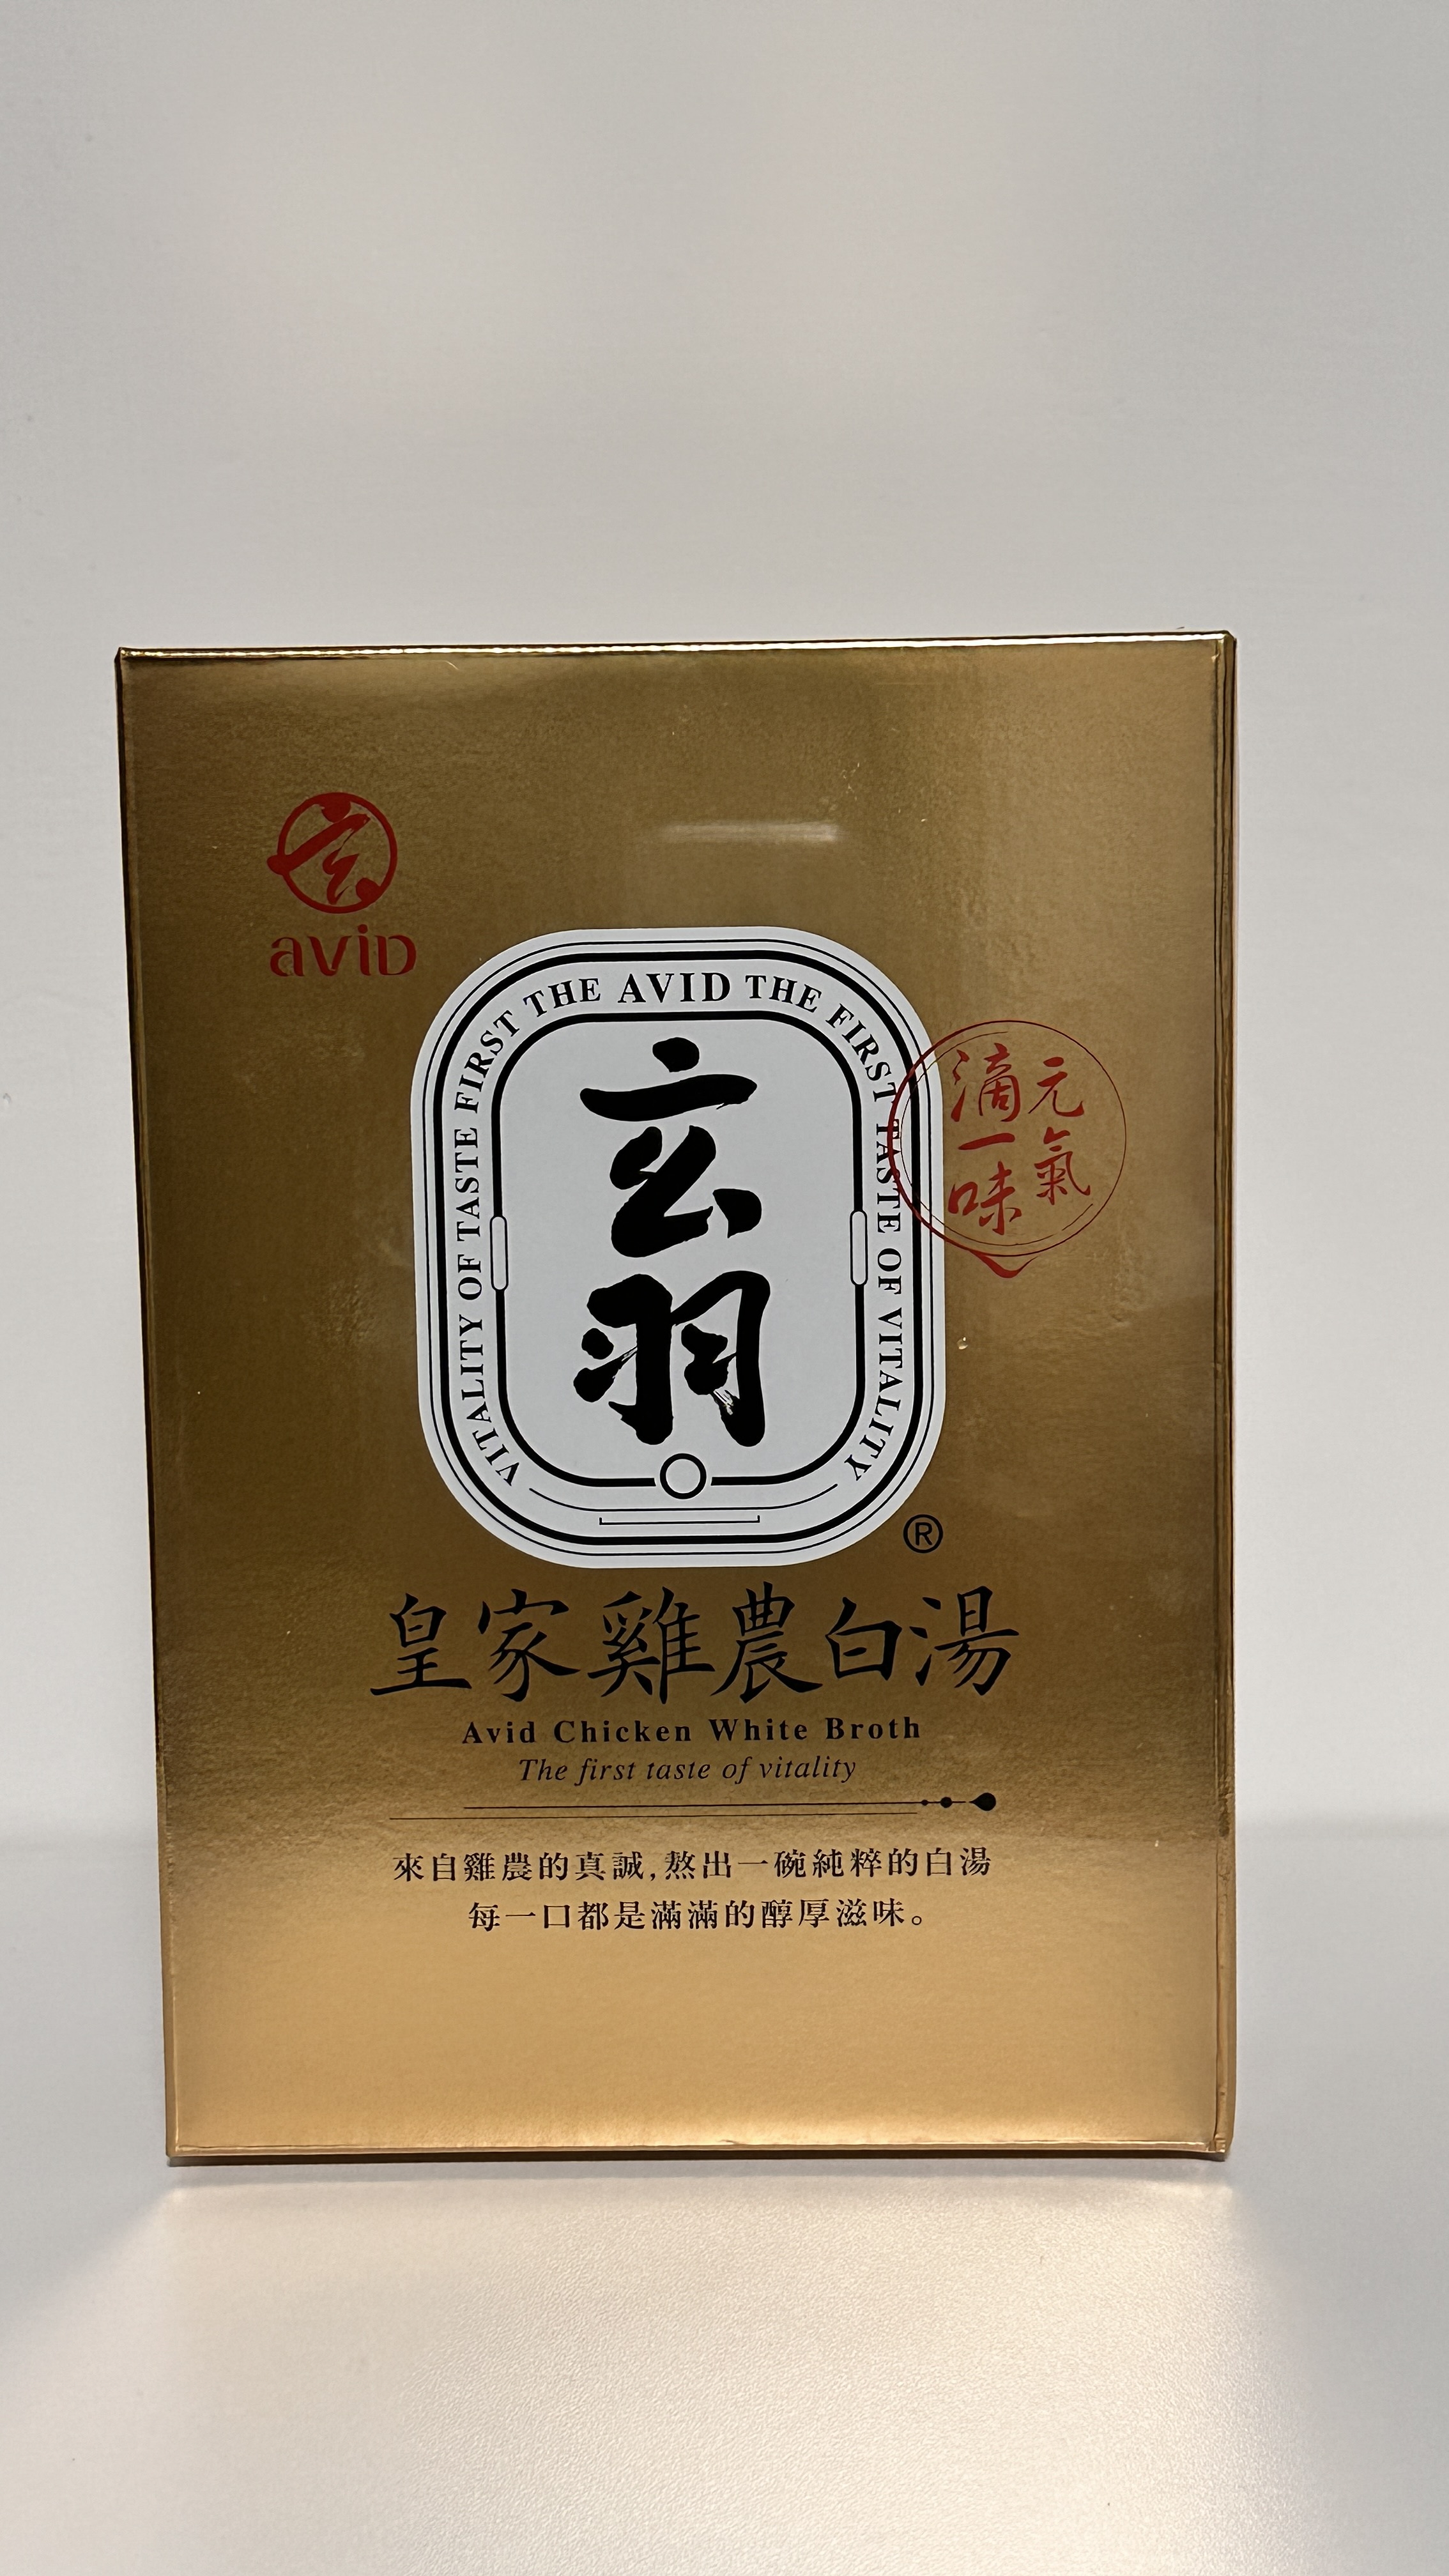 玄
avid
THE AVID THE FIRST TASTE OF VITALITY
VITALITY OF TASTE FIRST
玄羽
元氣
滴一味
®
皇家雞農白湯
Avid Chicken White Broth
The first taste of vitality
來自雞農的真誠,熬出一碗純粹的白湯
每一口都是滿滿的醇厚滋味。